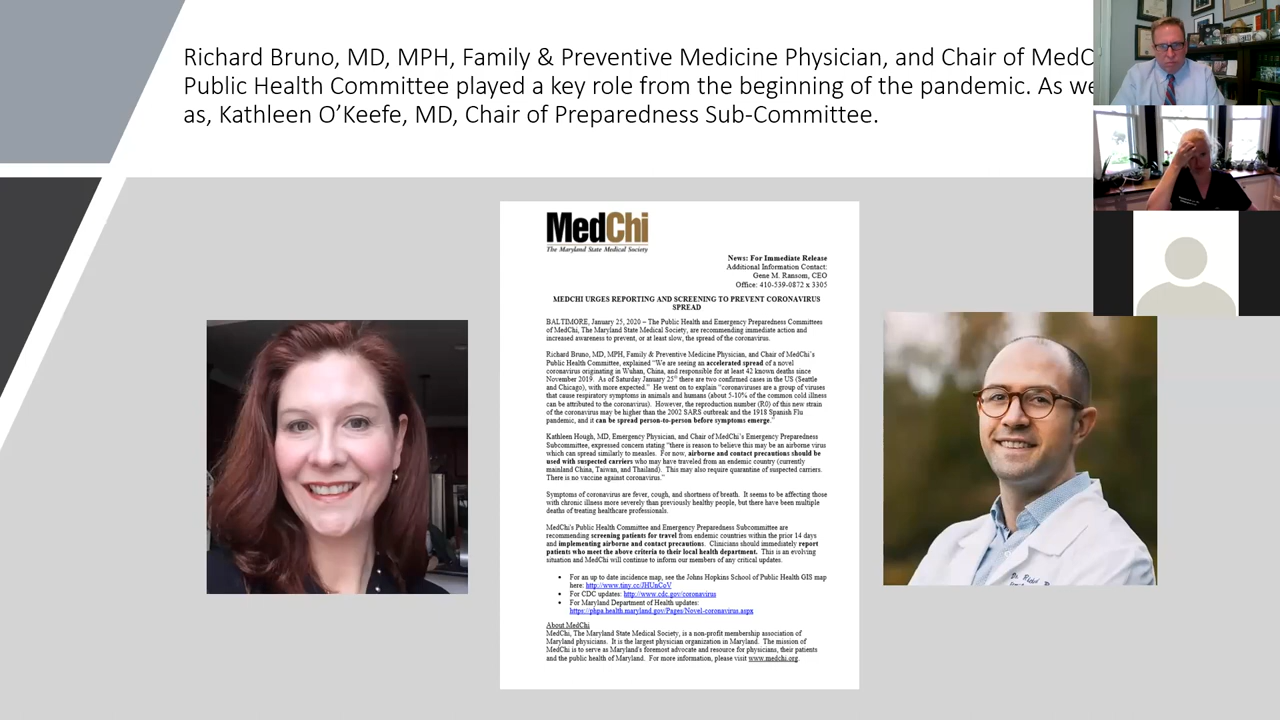 Richard Bruno, MD, MPH, Family & Preventive Medicine Physician, and Chair of MedC
Public Health Committee played a key role from the beginning of the pandemic. As we
as, Kathleen O’Keefe, MD, Chair of Preparedness Sub-Committee.
MedChi
The Maryland State Medical Society
News: For Immediate Release
Additional Information Contact:
Gene M. Ransom, CEO
Office: 410-539-0872 x 3305
MEDCHI URGES REPORTING AND SCREENING TO PREVENT CORONAVIRUS
SPREAD
BALTIMORE, January 25, 2020 – The Public Health and Emergency Preparedness Committees
of MedChi, The Maryland State Medical Society, are recommending immediate action and
increased awareness to prevent, or at least slow, the spread of the coronavirus.
Richard Bruno, MD, MPH, Family & Preventive Medicine Physician, and Chair of MedChi’s
Public Health Committee, explained “We are seeing an accelerated spread of a novel
coronavirus originating in Wuhan, China, and responsible for at least 42 known deaths since
November 2019. As of Saturday January 25th there are two confirmed cases in the US (Seattle
and Chicago), with more expected.” He went on to explain “coronaviruses are a group of viruses
that cause respiratory symptoms in animals and humans (about 5-10% of the common cold illness
can be attributed to the coronavirus). However, the reproduction number (R0) of this new strain
of the coronavirus may be higher than the 2002 SARS outbreak and the 1918 Spanish Flu
pandemic, and it can be spread person-to-person before symptoms emerge.”
Kathleen Hough, MD, Emergency Physician, and Chair of MedChi’s Emergency Preparedness
Subcommittee, expressed concern stating “there is reason to believe this may be an airborne virus
which can spread similarly to measles. For now, airborne and contact precautions should be
used with suspected carriers who may have traveled from an endemic country (currently
mainland China, Taiwan, and Thailand). This may also require quarantine of suspected carriers.
There is no vaccine against coronavirus.”
Symptoms of coronavirus are fever, cough, and shortness of breath. It seems to be affecting those
with chronic illness more severely than previously healthy people, but there have been multiple
deaths of treating healthcare professionals.
MedChi’s Public Health Committee and Emergency Preparedness Subcommittee are
recommending screening patients for travel from endemic countries within the prior 14 days
and implementing airborne and contact precautions. Clinicians should immediately report
patients who meet the above criteria to their local health department. This is an evolving
situation and MedChi will continue to inform our members of any critical updates.
• For an up to date incidence map, see the Johns Hopkins School of Public Health GIS map
here: http://www.tiny.cc/JHUnCoV
• For CDC updates: http://www.cdc.gov/coronavirus
• For Maryland Department of Health updates:
https://phpa.health.maryland.gov/Pages/Novel-coronavirus.aspx
About MedChi
MedChi, The Maryland State Medical Society, is a non-profit membership association of
Maryland physicians. It is the largest physician organization in Maryland. The mission of
MedChi is to serve as Maryland's foremost advocate and resource for physicians, their patients
and the public health of Maryland. For more information, please visit www.medchi.org.